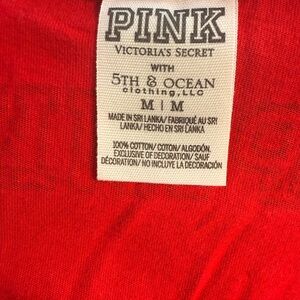 PINK
VICTORIA'S SECRET
WITH
5TH & OCEAN
clothing,LLC
M | M
MADE IN SRI LANKA/FABRIQUÉ AU SRI
LANKA/HECHO EN SRI LANKA
100% COTTON/COTON/ALGODÓN.
EXCLUSIVE OF DECORATION/SAUF
DÉCORATION/NO INCLUYE LA DECORACIÓN